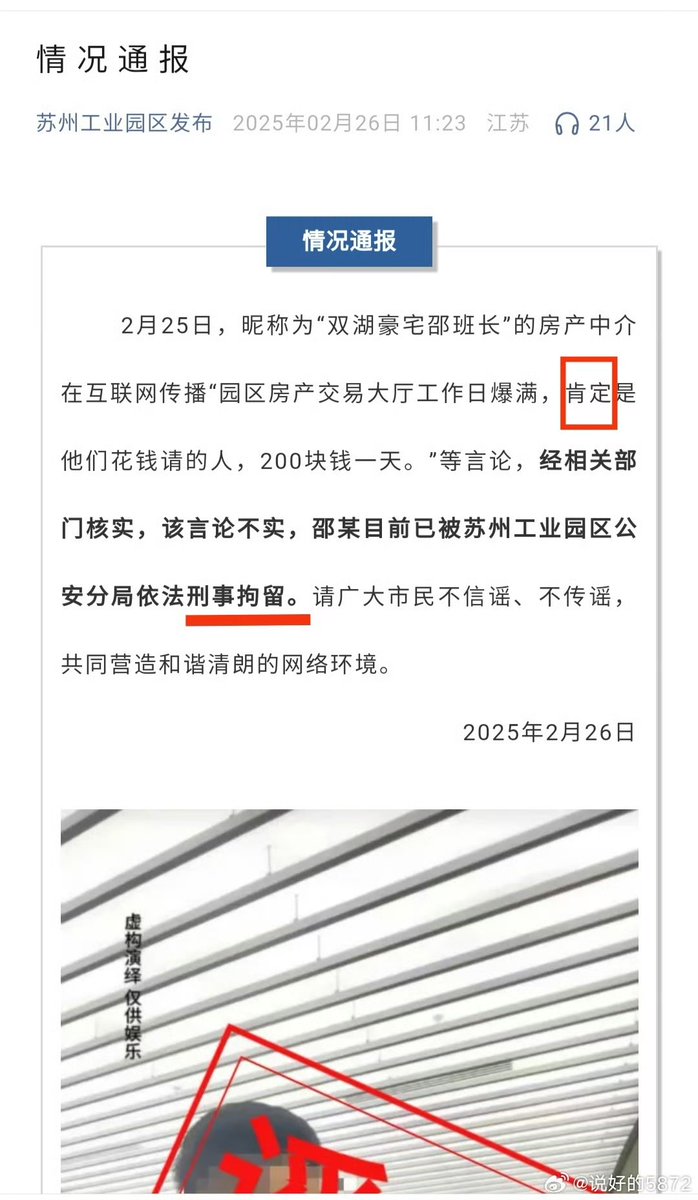 情况通报
苏州工业园区发布 2025年02月26日 11:23 江苏 21人
情况通报
2月25日，昵称为“双湖豪宅邵班长”的房产中介
在互联网传播“园区房产交易大厅工作日爆满，肯定是
他们花钱请的人，200块钱一天。”等言论，经相关部
门核实，该言论不实，邵某目前已被苏州工业园区公
安分局依法刑事拘留。请广大市民不信谣、不传谣，
共同营造和谐清朗的网络环境。
2025年2月26日
虚构演绎 仅供娱乐
@说好的5872